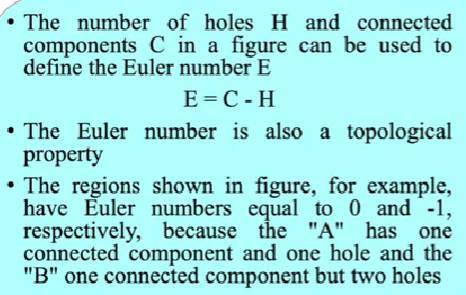 • The number of holes H and connected
components C in a figure can be used to
define the Euler number E
E = C - H
• The Euler number is also a topological
property
• The regions shown in figure, for example,
have Euler numbers equal to 0 and -1,
respectively, because the "A" has one
connected component and one hole and the
"B" one connected component but two holes